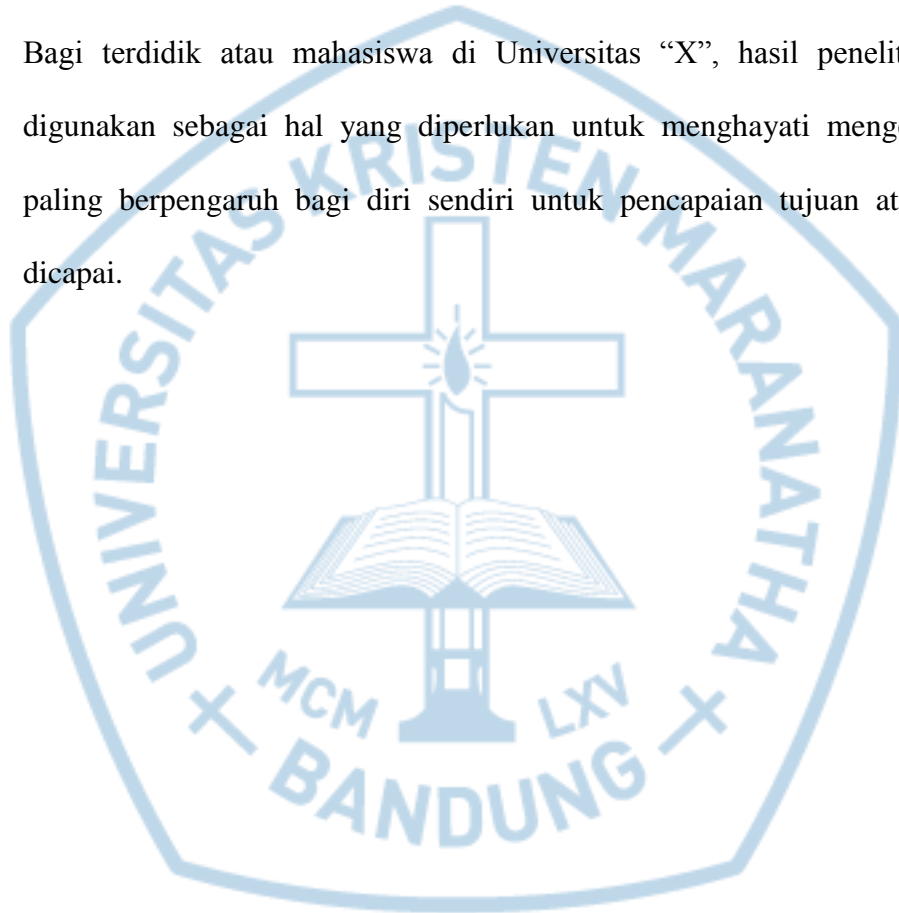 Bagi terdidik atau mahasiswa di Universitas “X”, hasil
digunakan sebagai hal yang diperlukan untuk menghayati
paling berpengaruh bagi diri sendiri untuk pencapaian tujuan
dicapai.
UNIVERSITAS KRISTEN MARANATHA
MCM LXV
BANDUNG